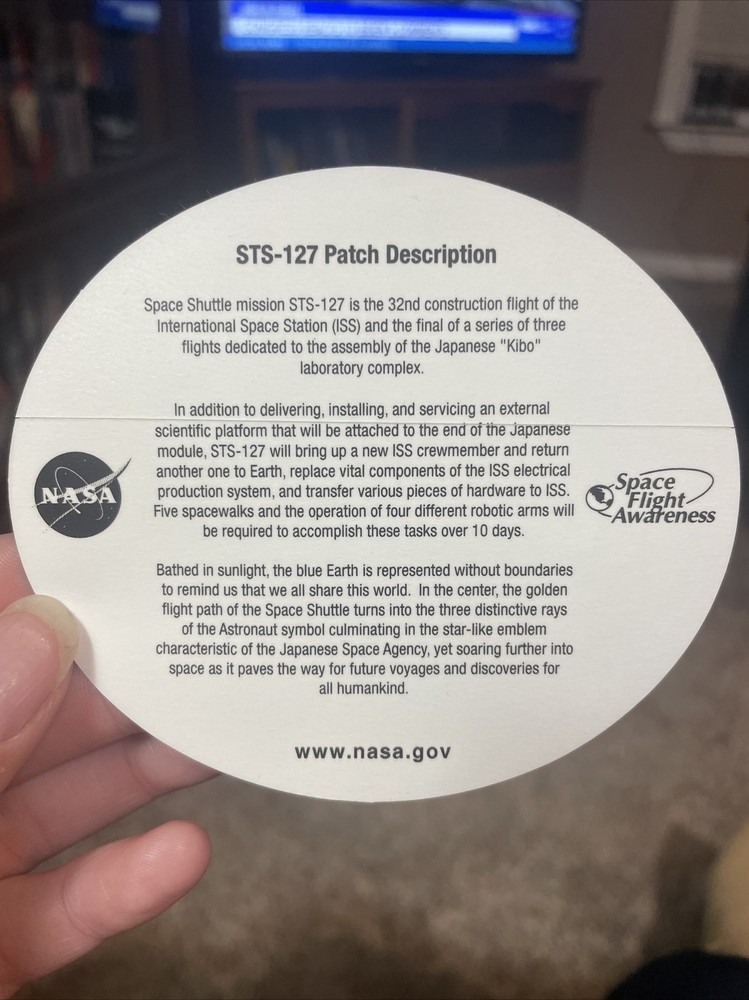 STS-127 Patch Description
Space Shuttle mission STS-127 is the 32nd construction flight of the
International Space Station (ISS) and the final of a series of three
flights dedicated to the assembly of the Japanese "Kibo"
laboratory complex.
In addition to delivering, installing, and servicing an external
scientific platform that will be attached to the end of the Japanese
module, STS-127 will bring up a new ISS crewmember and return
another one to Earth, replace vital components of the ISS electrical
production system, and transfer various pieces of hardware to ISS.
Five spacewalks and the operation of four different robotic arms will
be required to accomplish these tasks over 10 days.
NASA
Space
Flight
Awareness
Bathed in sunlight, the blue Earth is represented without boundaries
to remind us that we all share this world. In the center, the golden
flight path of the Space Shuttle turns into the three distinctive rays
of the Astronaut symbol culminating in the star-like emblem
characteristic of the Japanese Space Agency, yet soaring further into
space as it paves the way for future voyages and discoveries for
all humankind.
www.nasa.gov